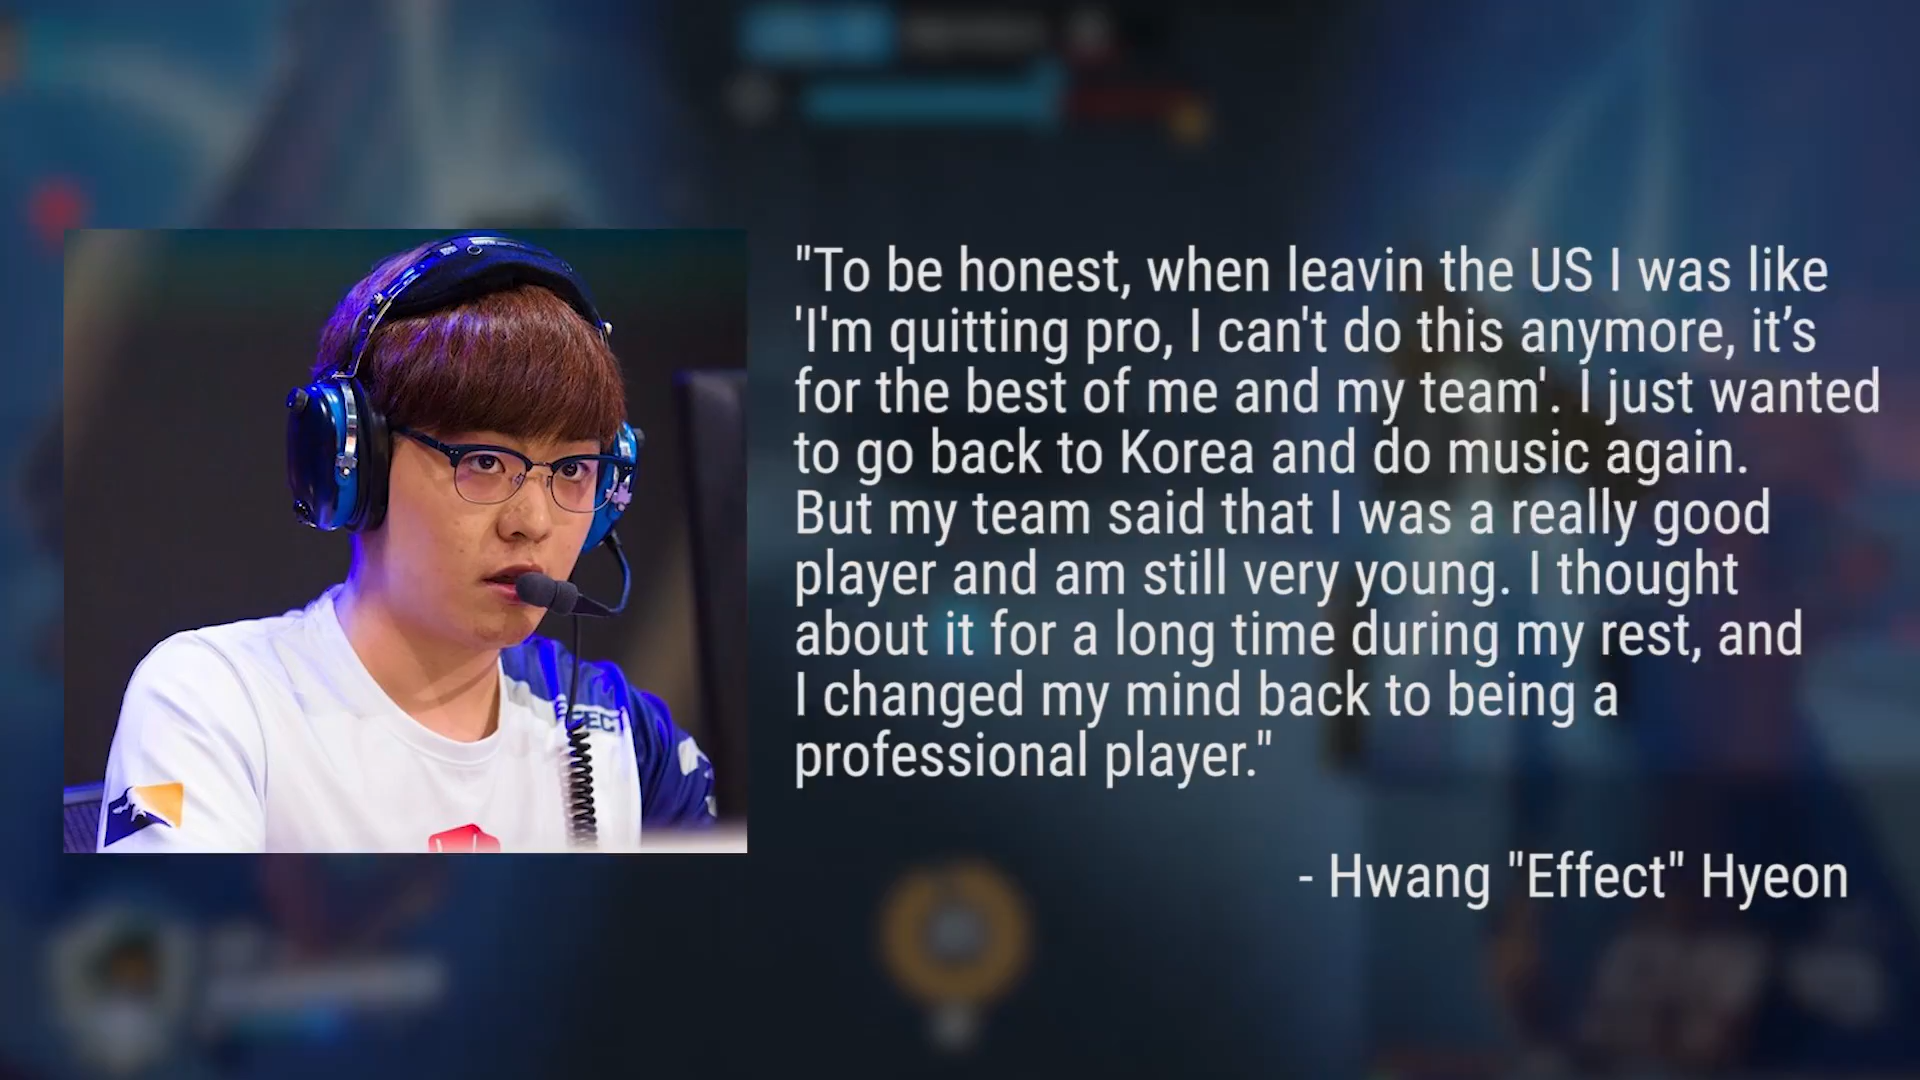 "To be honest, when leavin the US I was like
'I'm quitting pro, I can't do this anymore, it’s
for the best of me and my team'. I just wanted
to go back to Korea and do music again.
But my team said that I was a really good
player and am still very young. I thought
about it for a long time during my rest, and
I changed my mind back to being a
professional player."
- Hwang "Effect" Hyeon